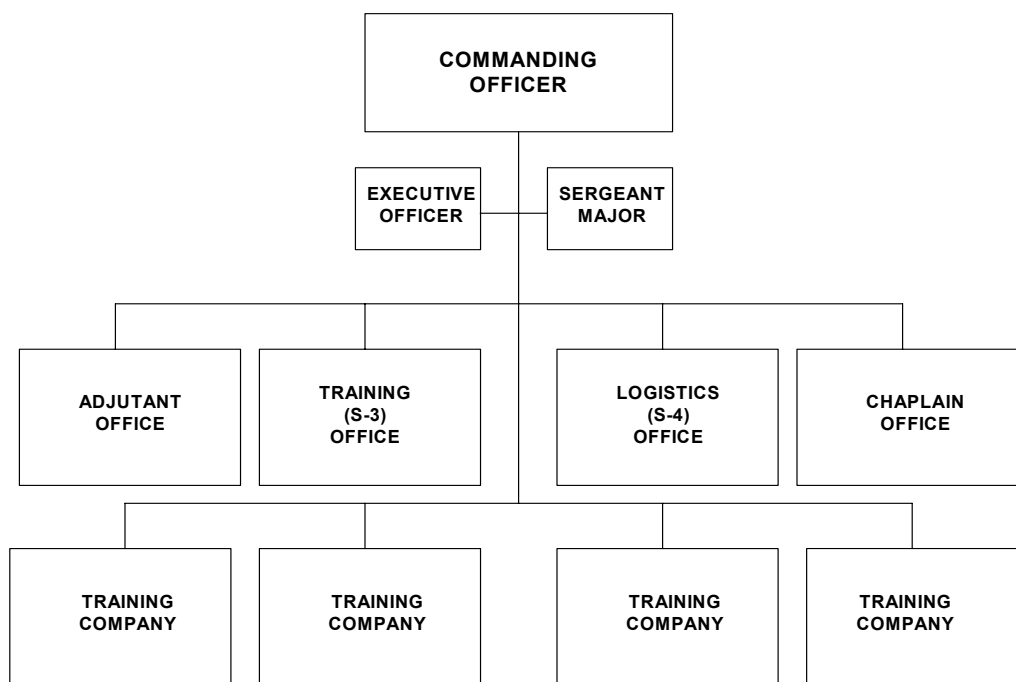 COMMANDING
OFFICER
EXECUTIVE
OFFICER
SERGEANT
MAJOR
ADJUTANT
OFFICE
TRAINING
(S-3)
OFFICE
LOGISTICS
(S-4)
OFFICE
CHAPLAIN
OFFICE
TRAINING
COMPANY
TRAINING
COMPANY
TRAINING
COMPANY
TRAINING
COMPANY